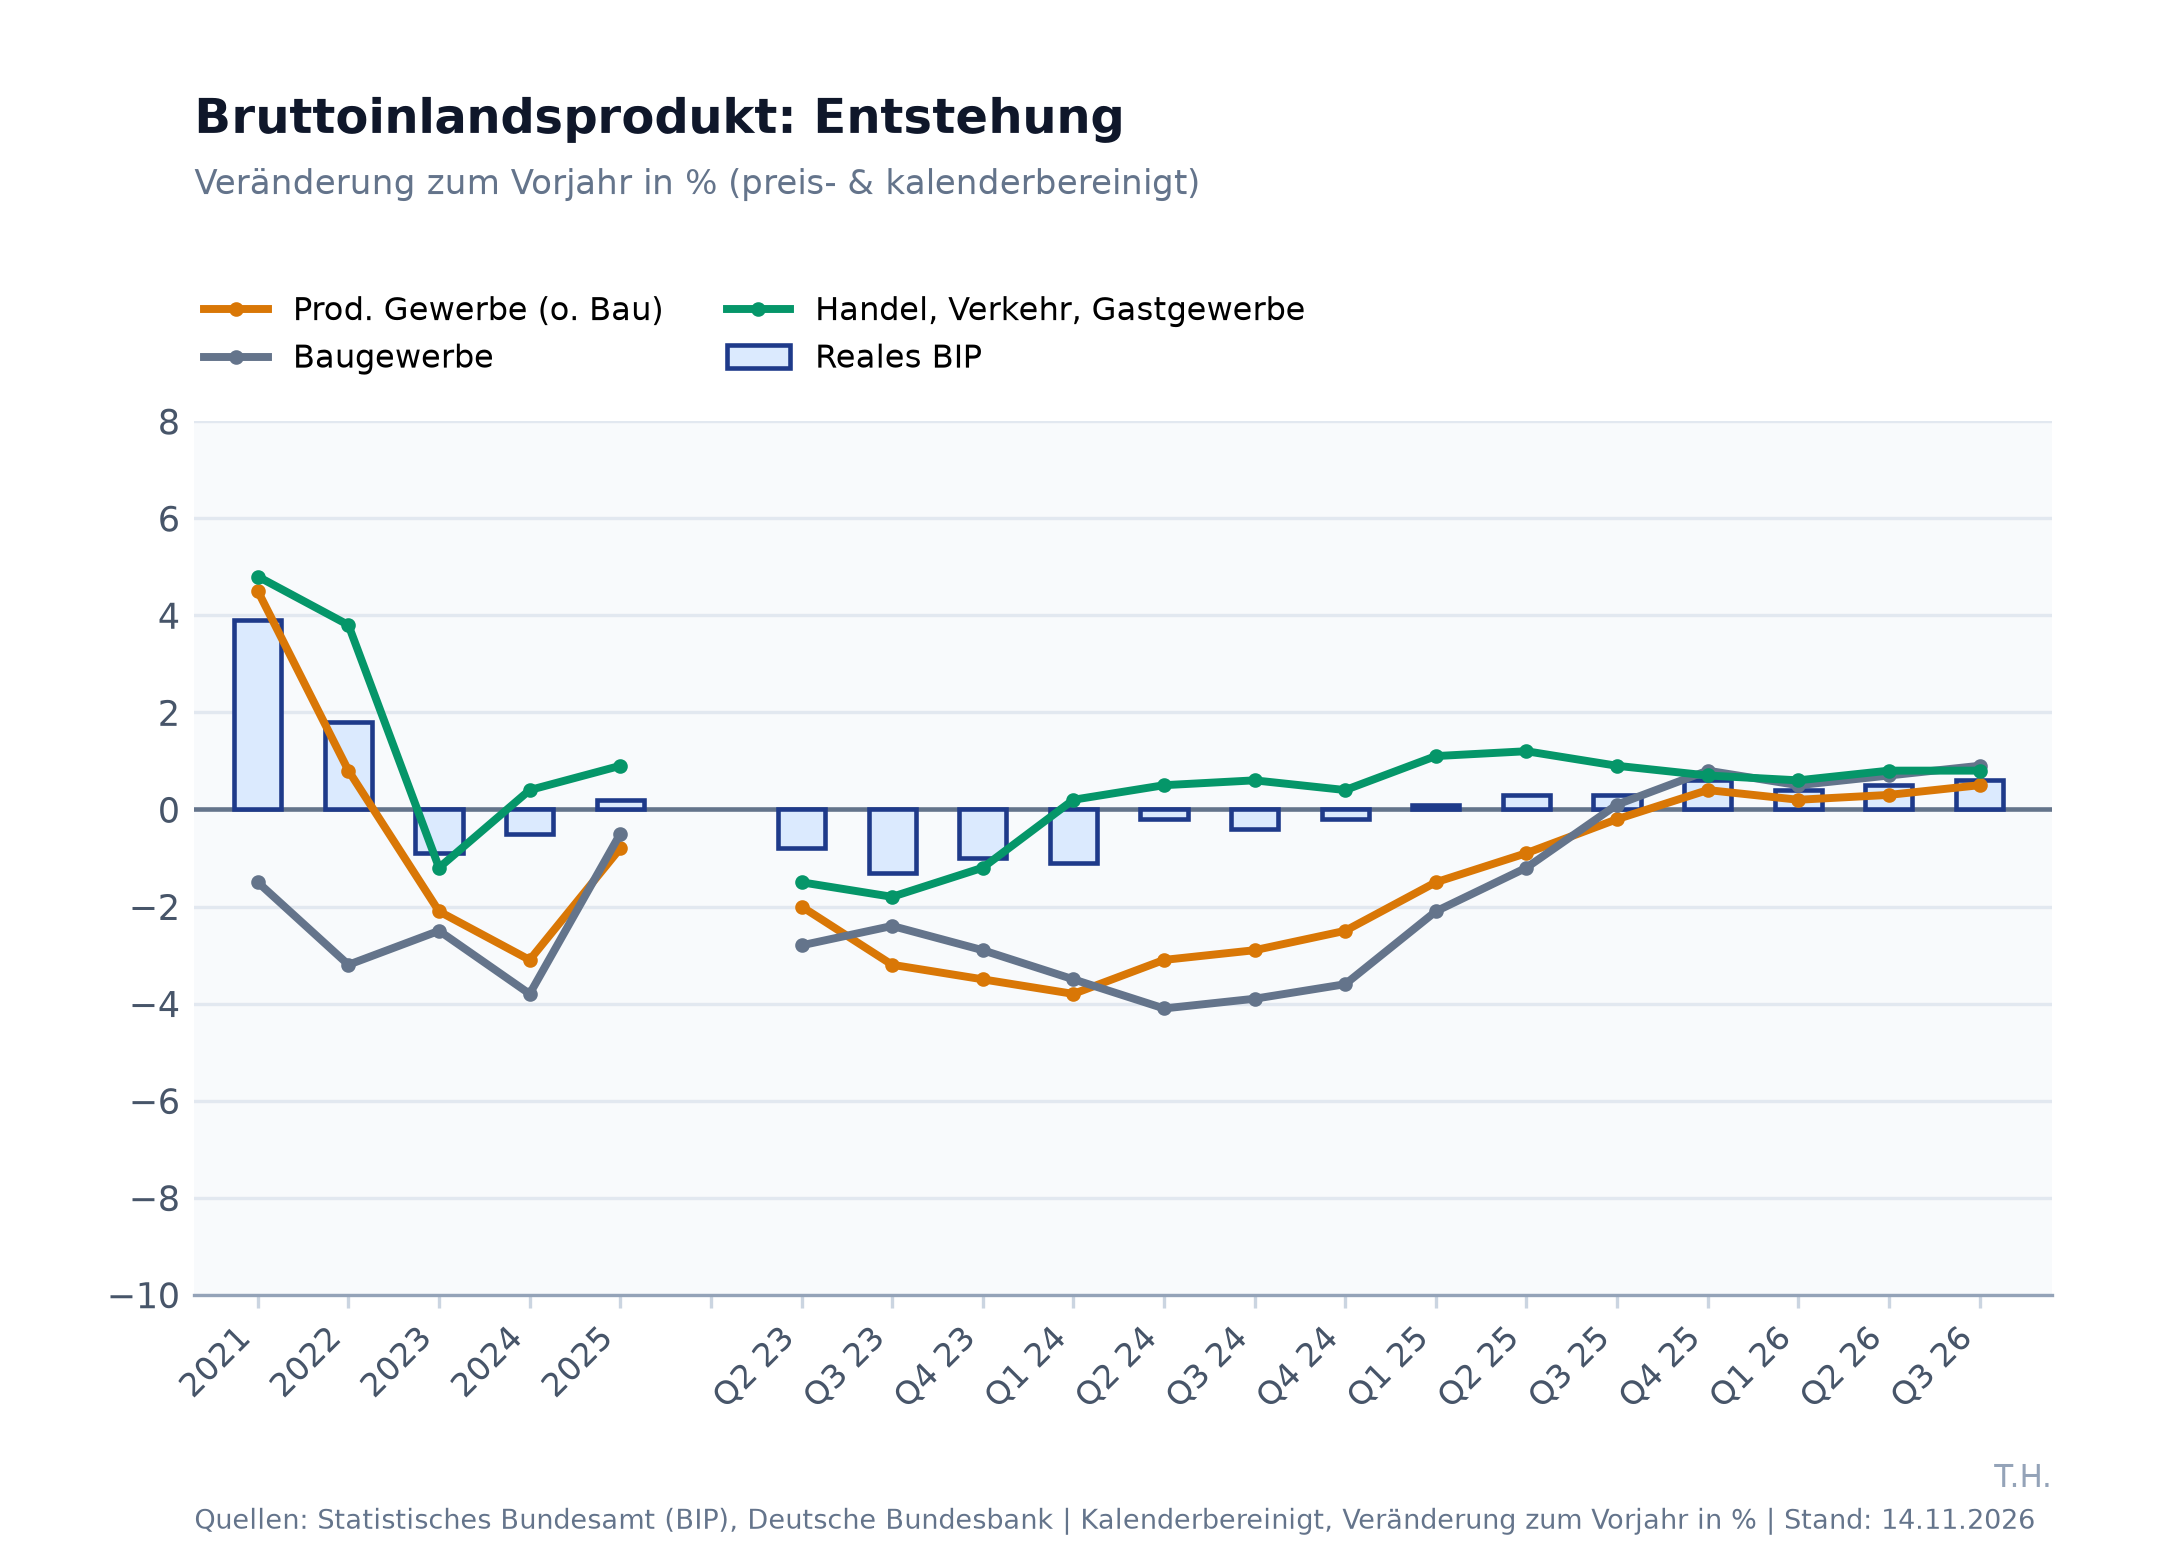 Bruttoinlandsprodukt: Entstehung
Veränderung zum Vorjahr in % (preis- & kalenderbereinigt)
Prod. Gewerbe (o. Bau)
Handel, Verkehr, Gastgewerbe
Baugewerbe
Reales BIP
8
6
4
2
0
−2
−4
−6
−8
−10
2021
2022
2023
2024
2025
Q2 23
Q3 23
Q4 23
Q1 24
Q2 24
Q3 24
Q4 24
Q1 25
Q2 25
Q3 25
Q4 25
Q1 26
Q2 26
Q3 26
T.H.
Quellen: Statistisches Bundesamt (BIP), Deutsche Bundesbank | Kalenderbereinigt, Veränderung zum Vorjahr in % | Stand: 14.11.2026